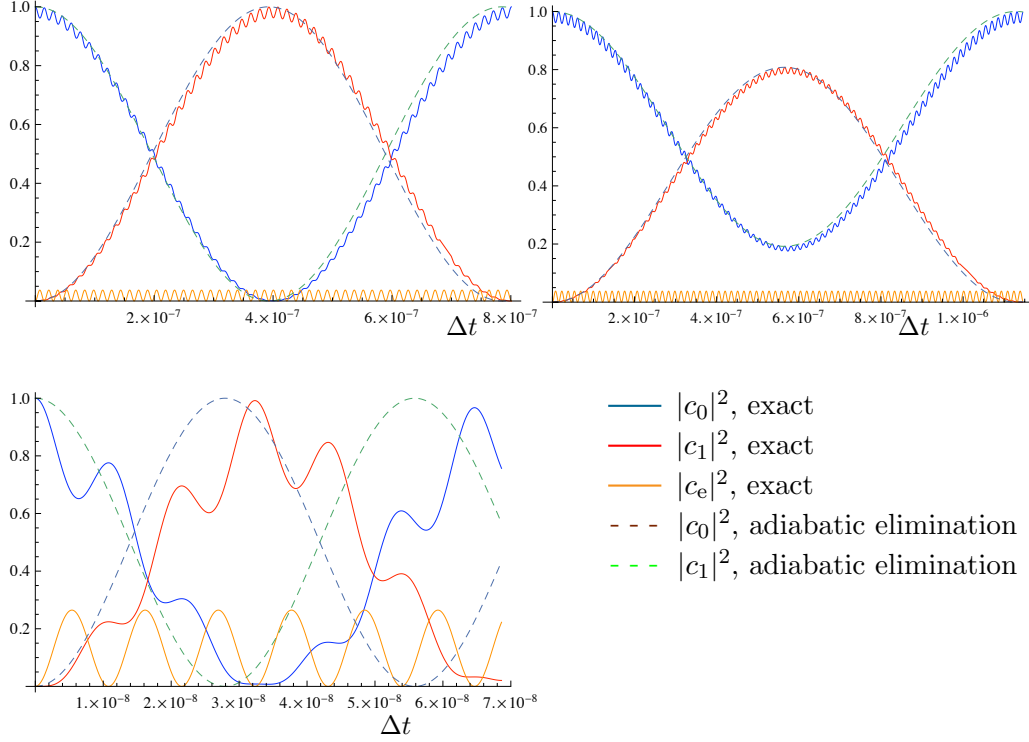 1.0
0.8
0.6
0.4
0.2
2.×10⁻⁷ 4.×10⁻⁷ 6.×10⁻⁷ 8.×10⁻⁷
Δt
1.0
0.8
0.6
0.4
0.2
2.×10⁻⁷ 4.×10⁻⁷ 6.×10⁻⁷ 8.×10⁻⁷ 1.×10⁻⁶
Δt
1.0
0.8
0.6
0.4
0.2
1.×10⁻⁸ 2.×10⁻⁸ 3.×10⁻⁸ 4.×10⁻⁸ 5.×10⁻⁸ 6.×10⁻⁸ 7.×10⁻⁸
Δt
|c₀|², exact
|c₁|², exact
|cₑ|², exact
|c₀|², adiabatic elimination
|c₁|², adiabatic elimination